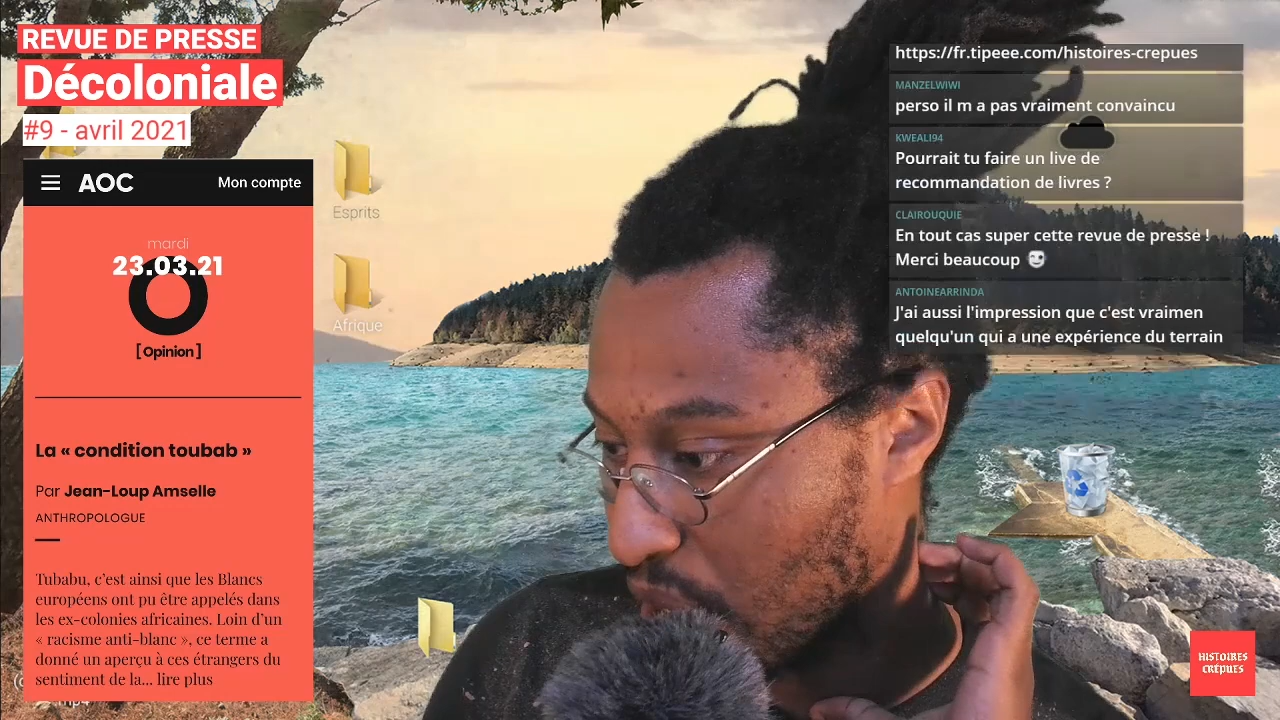 REVUE DE PRESSE
Décoloniale
#9 - avril 2021
AOC
Mon compte
mardi
23.03.21
[ Opinion ]
La « condition toubab »
Par Jean-Loup Amselle
ANTHROPOLOGUE
Tubabu, c’est ainsi que les Blancs
européens ont pu être appelés dans
les ex-colonies africaines. Loin d’un
« racisme anti-blanc », ce terme a
donné un aperçu à ces étrangers du
sentiment de la... lire plus
.mp4
Esprits
Afrique
https://fr.tipeee.com/histoires-crepues
MANZELWIWI
perso il m a pas vraiment convaincu
KWEALI94
Pourrait tu faire un live de
recommandation de livres ?
CLAIROUQUIE
En tout cas super cette revue de presse !
Merci beaucoup
ANTOINEARRINDA
J'ai aussi l'impression que c'est vraimen
quelqu'un qui a une expérience du terrain
HISTOIRES
CRÉPUES